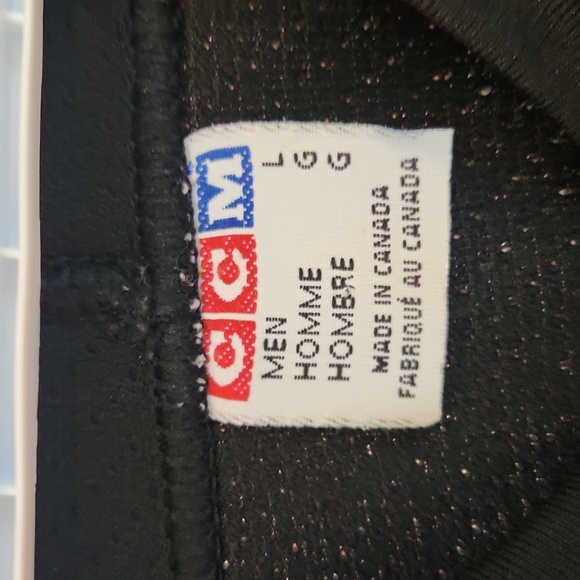 CCM
MEN L
HOMME G
HOMBRE G
MADE IN CANADA
FABRIQUÉ AU CANADA